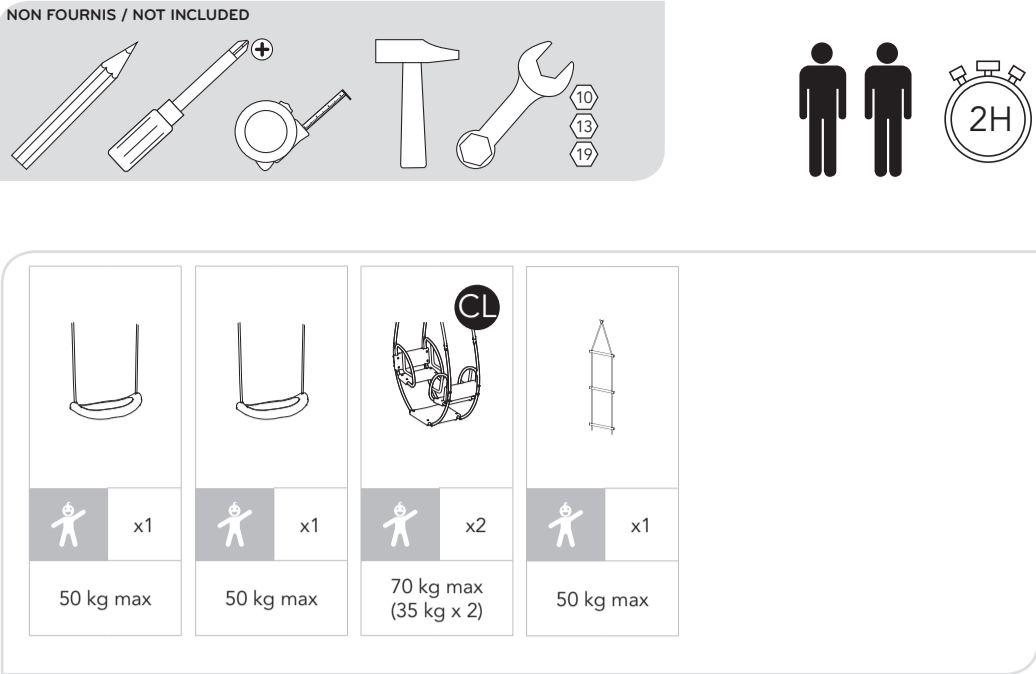 NON FOURNIS / NOT INCLUDED
10
13
19
2H
CL
x1
x1
x2
x1
50 kg max
50 kg max
70 kg max
(35 kg x 2)
50 kg max